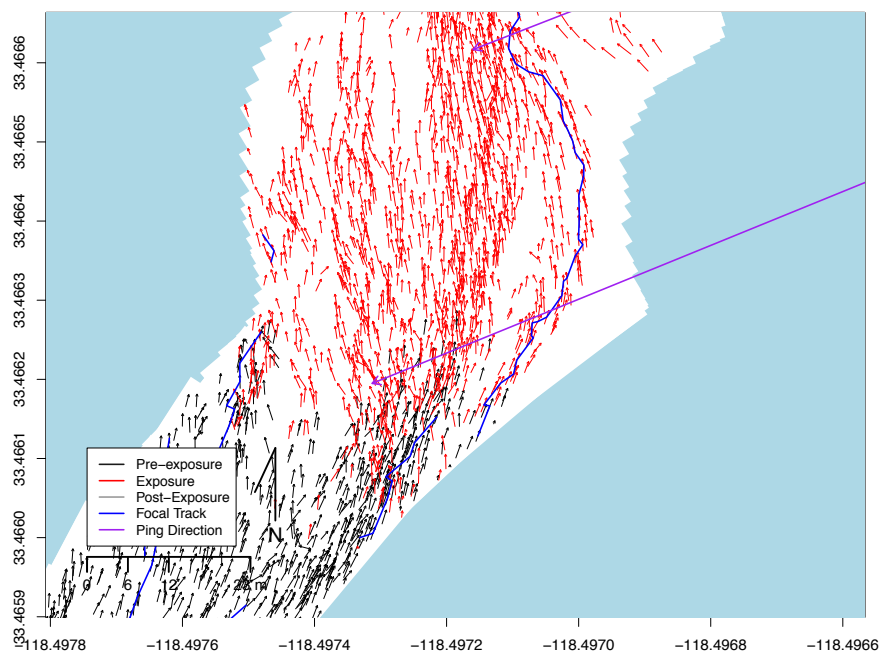 33.4666
33.4665
33.4664
33.4663
33.4662
33.4661
33.4660
33.4659
Pre-exposure
Exposure
Post-Exposure
Focal Track
Ping Direction
N
0 6 12 m
−118.4978 −118.4976 −118.4974 −118.4972 −118.4970 −118.4968 −118.4966